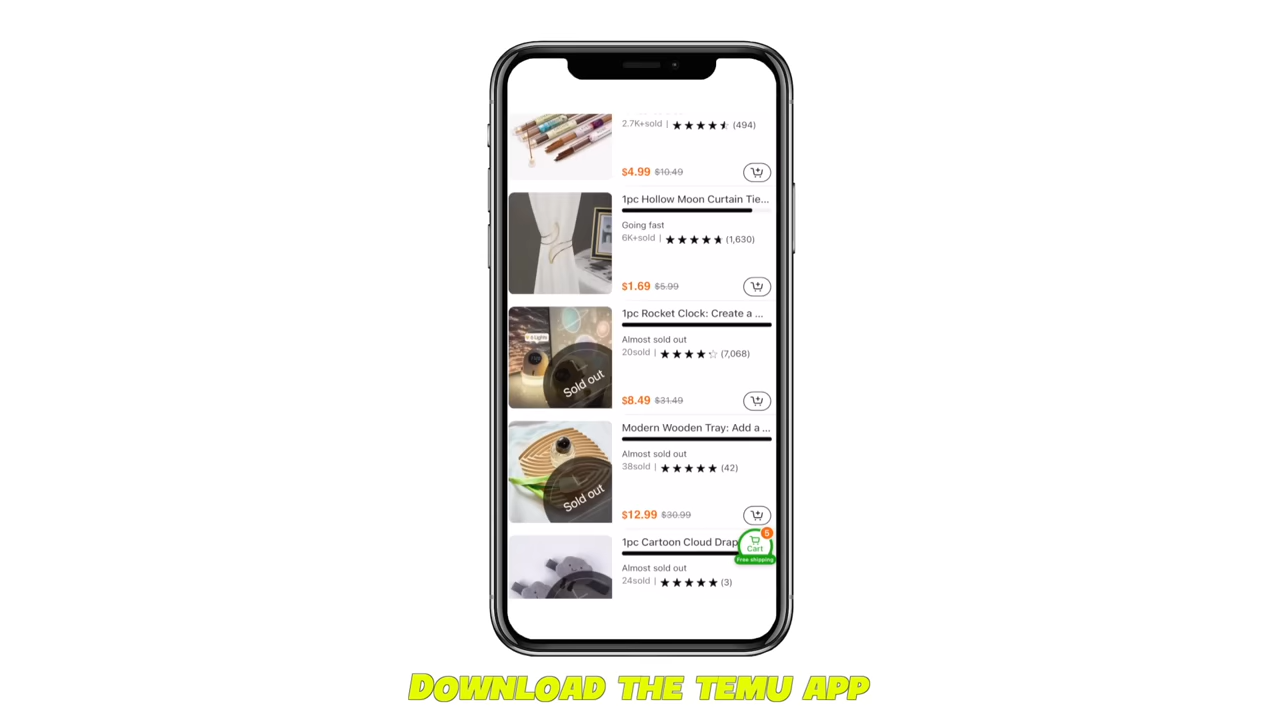 2.7K+sold | ★★★★⯨ (494)
$4.99 $10.49
1pc Hollow Moon Curtain Tie...
Going fast
6K+sold | ★★★★★ (1,630)
$1.69 $5.99
1pc Rocket Clock: Create a ...
Almost sold out
20sold | ★★★★☆ (7,068)
Sold out
$8.49 $31.49
Modern Wooden Tray: Add a ...
Almost sold out
38sold | ★★★★★ (42)
Sold out
$12.99 $30.99
5
Cart
Free shipping
1pc Cartoon Cloud Drap
Almost sold out
24sold | ★★★★★ (3)
DOWNLOAD THE TEMU APP